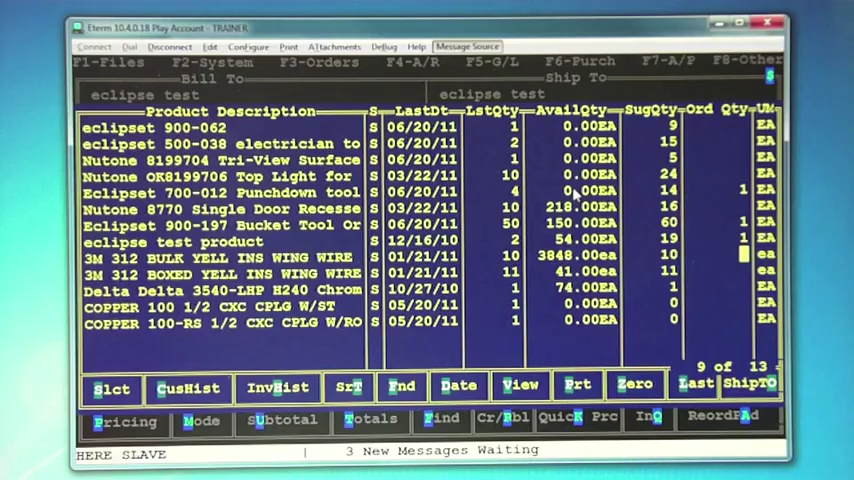 Eterm 10.4.0.18 Play Account - TRAINER
Connect Dial Disconnect Edit Configure Print ATtachments DeBug Help Message Source
F1-Files F2-System F3-Orders F4-A/R F5-G/L F6-Purch F7-A/P F8-Other
Bill To Ship To
eclipse test eclipse test
Product Description S LastDt LstQty AvailQty SugQty Ord Qty UM
eclipset 900-062 S 06/20/11 1 0.00EA 9 EA
eclipset 500-038 electrician to S 06/20/11 2 0.00EA 15 EA
Nutone 8199704 Tri-View Surface S 06/20/11 1 0.00EA 5 EA
Nutone OK8199706 Top Light for S 03/22/11 10 0.00EA 24 EA
Eclipset 700-012 Punchdown tool S 06/20/11 4 0.00EA 14 1 EA
Nutone 8770 Single Door Recesse S 03/22/11 10 218.00EA 16 EA
Eclipset 900-197 Bucket Tool Or S 06/20/11 50 150.00EA 60 1 EA
eclipse test product S 12/16/10 2 54.00EA 19 1 EA
3M 312 BULK YELL INS WING WIRE S 01/21/11 10 3848.00ea 10 ea
3M 312 BOXED YELL INS WING WIRE S 01/21/11 11 41.00ea 11 ea
Delta Delta 3540-LHP H240 Chrom S 10/27/10 1 74.00EA 1 EA
COPPER 100 1/2 CXC CPLG W/ST S 05/20/11 1 0.00EA 0 EA
COPPER 100-RS 1/2 CXC CPLG W/RO S 05/20/11 1 0.00EA 0 EA
9 of 13
Slct CusHist InvHist SrT Fnd Date View Prt Zero Last ShipTO
Pricing Mode SUbtotal Totals Find Cr/Rbl QuicK Prc InQ ReordPAd
HERE SLAVE | 3 New Messages Waiting